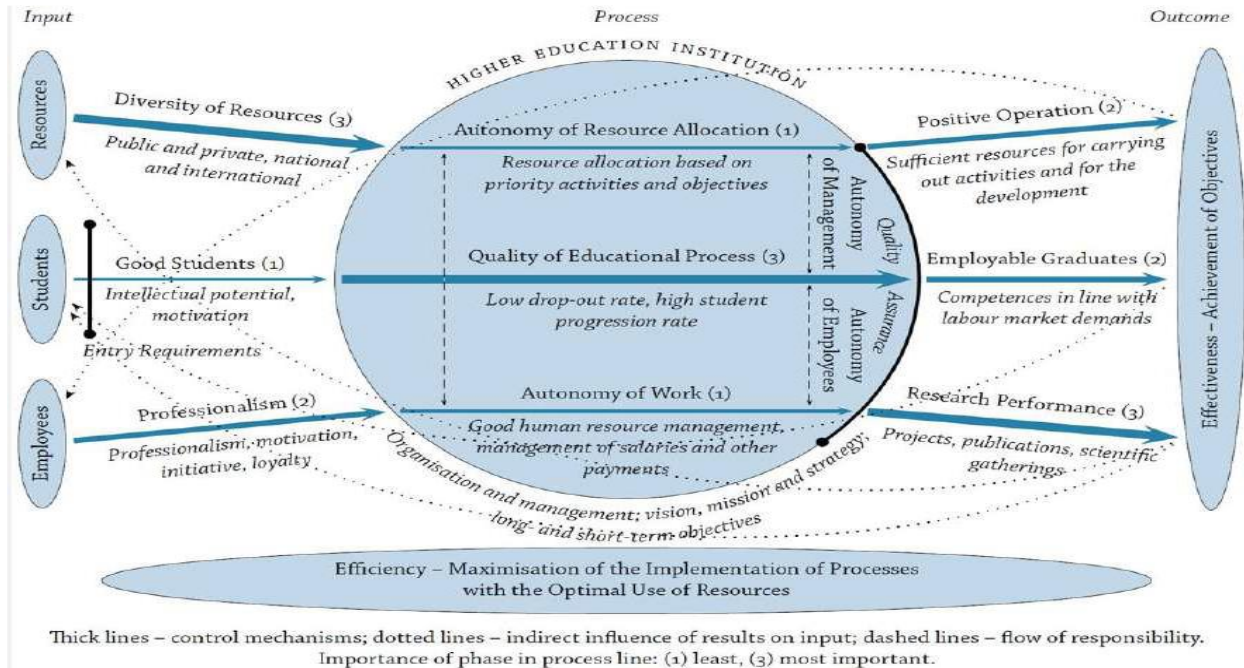 Input
Process
Outcome
HIGHER EDUCATION INSTITUTION
Resources
Diversity of Resources (3)
Public and private, national
and international
Autonomy of Resource Allocation (1)
Resource allocation based on
priority activities and objectives
Positive Operation (2)
Sufficient resources for carrying
out activities and for the
development
Autonomy
of Management
Students
Good Students (1)
Intellectual potential,
motivation
Entry Requirements
Quality of Educational Process (3)
Low drop-out rate, high student
progression rate
Quality Assurance
Employable Graduates (2)
Competences in line with
labour market demands
Autonomy
of Employees
Employees
Professionalism (2)
Professionalism, motivation,
initiative, loyalty
Autonomy of Work (1)
Good human resource management,
management of salaries and other
payments
Research Performance (3)
Projects, publications, scientific
gatherings
Effectiveness – Achievement of Objectives
Organisation and management; vision, mission and strategy;
long- and short-term objectives
Efficiency – Maximisation of the Implementation of Processes
with the Optimal Use of Resources
Thick lines – control mechanisms; dotted lines – indirect influence of results on input; dashed lines – flow of responsibility.
Importance of phase in process line: (1) least, (3) most important.